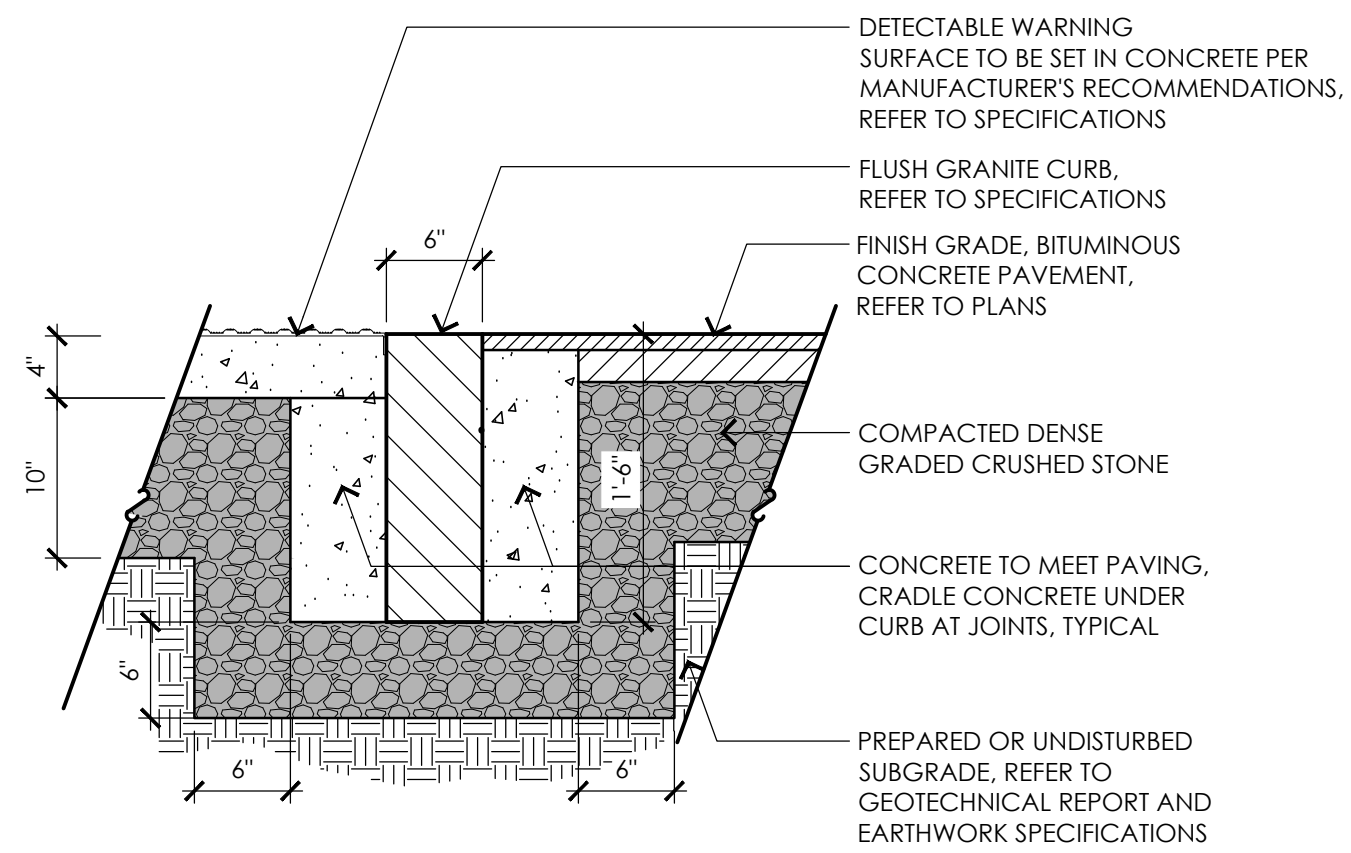 DETECTABLE WARNING
SURFACE TO BE SET IN CONCRETE PER
MANUFACTURER'S RECOMMENDATIONS,
REFER TO SPECIFICATIONS
FLUSH GRANITE CURB,
REFER TO SPECIFICATIONS
6"
FINISH GRADE, BITUMINOUS
CONCRETE PAVEMENT,
REFER TO PLANS
4"
10"
1'-6"
COMPACTED DENSE
GRADED CRUSHED STONE
CONCRETE TO MEET PAVING,
CRADLE CONCRETE UNDER
CURB AT JOINTS, TYPICAL
6"
6"
6"
PREPARED OR UNDISTURBED
SUBGRADE, REFER TO
GEOTECHNICAL REPORT AND
EARTHWORK SPECIFICATIONS